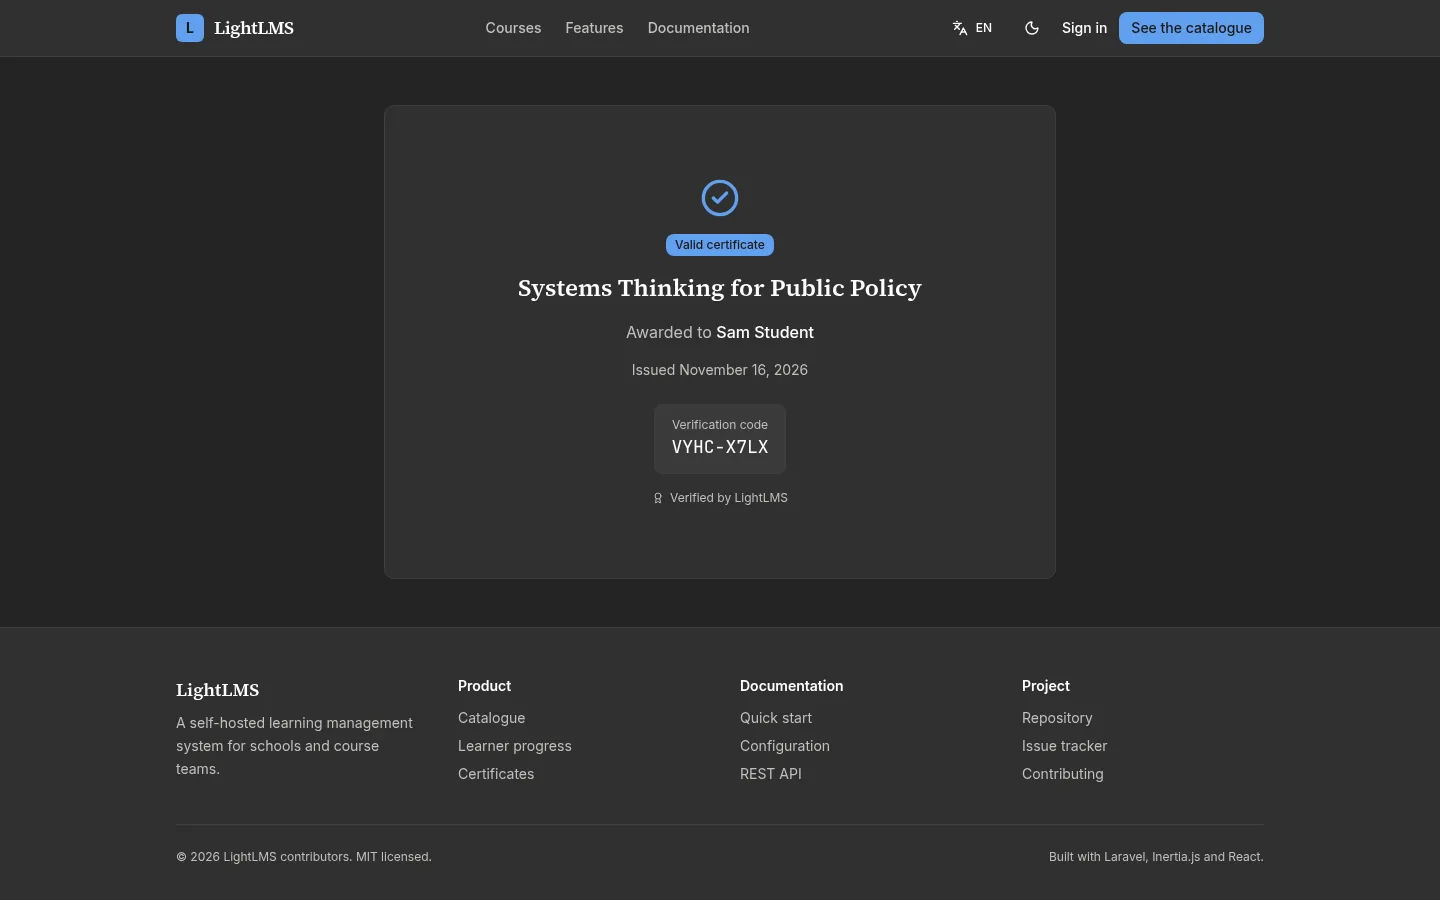 L LightLMS
Courses Features Documentation
EN Sign in See the catalogue
Valid certificate
Systems Thinking for Public Policy
Awarded to Sam Student
Issued November 16, 2026
Verification code
VYHC-X7LX
Verified by LightLMS
LightLMS
A self-hosted learning management
system for schools and course
teams.
Product
Catalogue
Learner progress
Certificates
Documentation
Quick start
Configuration
REST API
Project
Repository
Issue tracker
Contributing
© 2026 LightLMS contributors. MIT licensed.
Built with Laravel, Inertia.js and React.